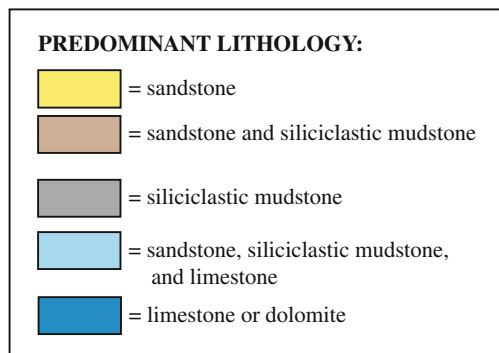 PREDOMINANT LITHOLOGY:
= sandstone
= sandstone and siliciclastic mudstone
= siliciclastic mudstone
= sandstone, siliciclastic mudstone,
and limestone
= limestone or dolomite